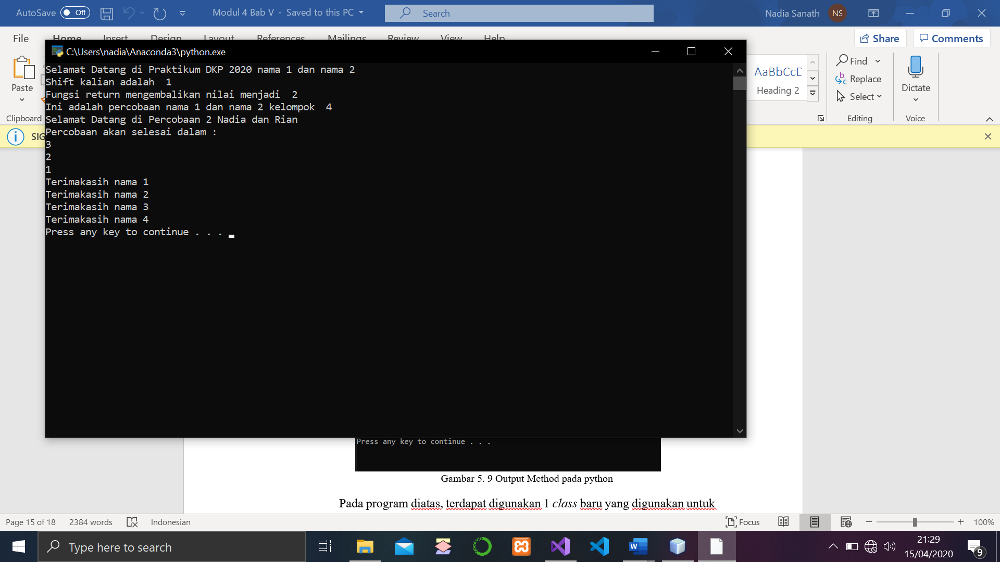 AutoSave Off
Modul 4 Bab V - Saved to this PC
Search
Nadia Sanath NS
File Home Insert Design Layout References Mailings Review View Help
Share Comments
C:\Users\nadia\Anaconda3\python.exe
Selamat Datang di Praktikum DKP 2020 nama 1 dan nama 2
Shift kalian adalah  1
Fungsi return mengembalikan nilai menjadi  2
Ini adalah percobaan nama 1 dan nama 2 kelompok  4
Selamat Datang di Percobaan 2 Nadia dan Rian
Percobaan akan selesai dalam :
3
2
1
Terimakasih nama 1
Terimakasih nama 2
Terimakasih nama 3
Terimakasih nama 4
Press any key to continue . . .
Paste
Clipboard
AaBbCcD
Heading 2
Find
Replace
Select
Editing
Dictate
Voice
SIG
Press any key to continue . . .
Gambar 5. 9 Output Method pada python
Pada program diatas, terdapat digunakan 1 class baru yang digunakan untuk
Page 15 of 18 2384 words Indonesian
Focus
100%
Type here to search
21:29
15/04/2020
9